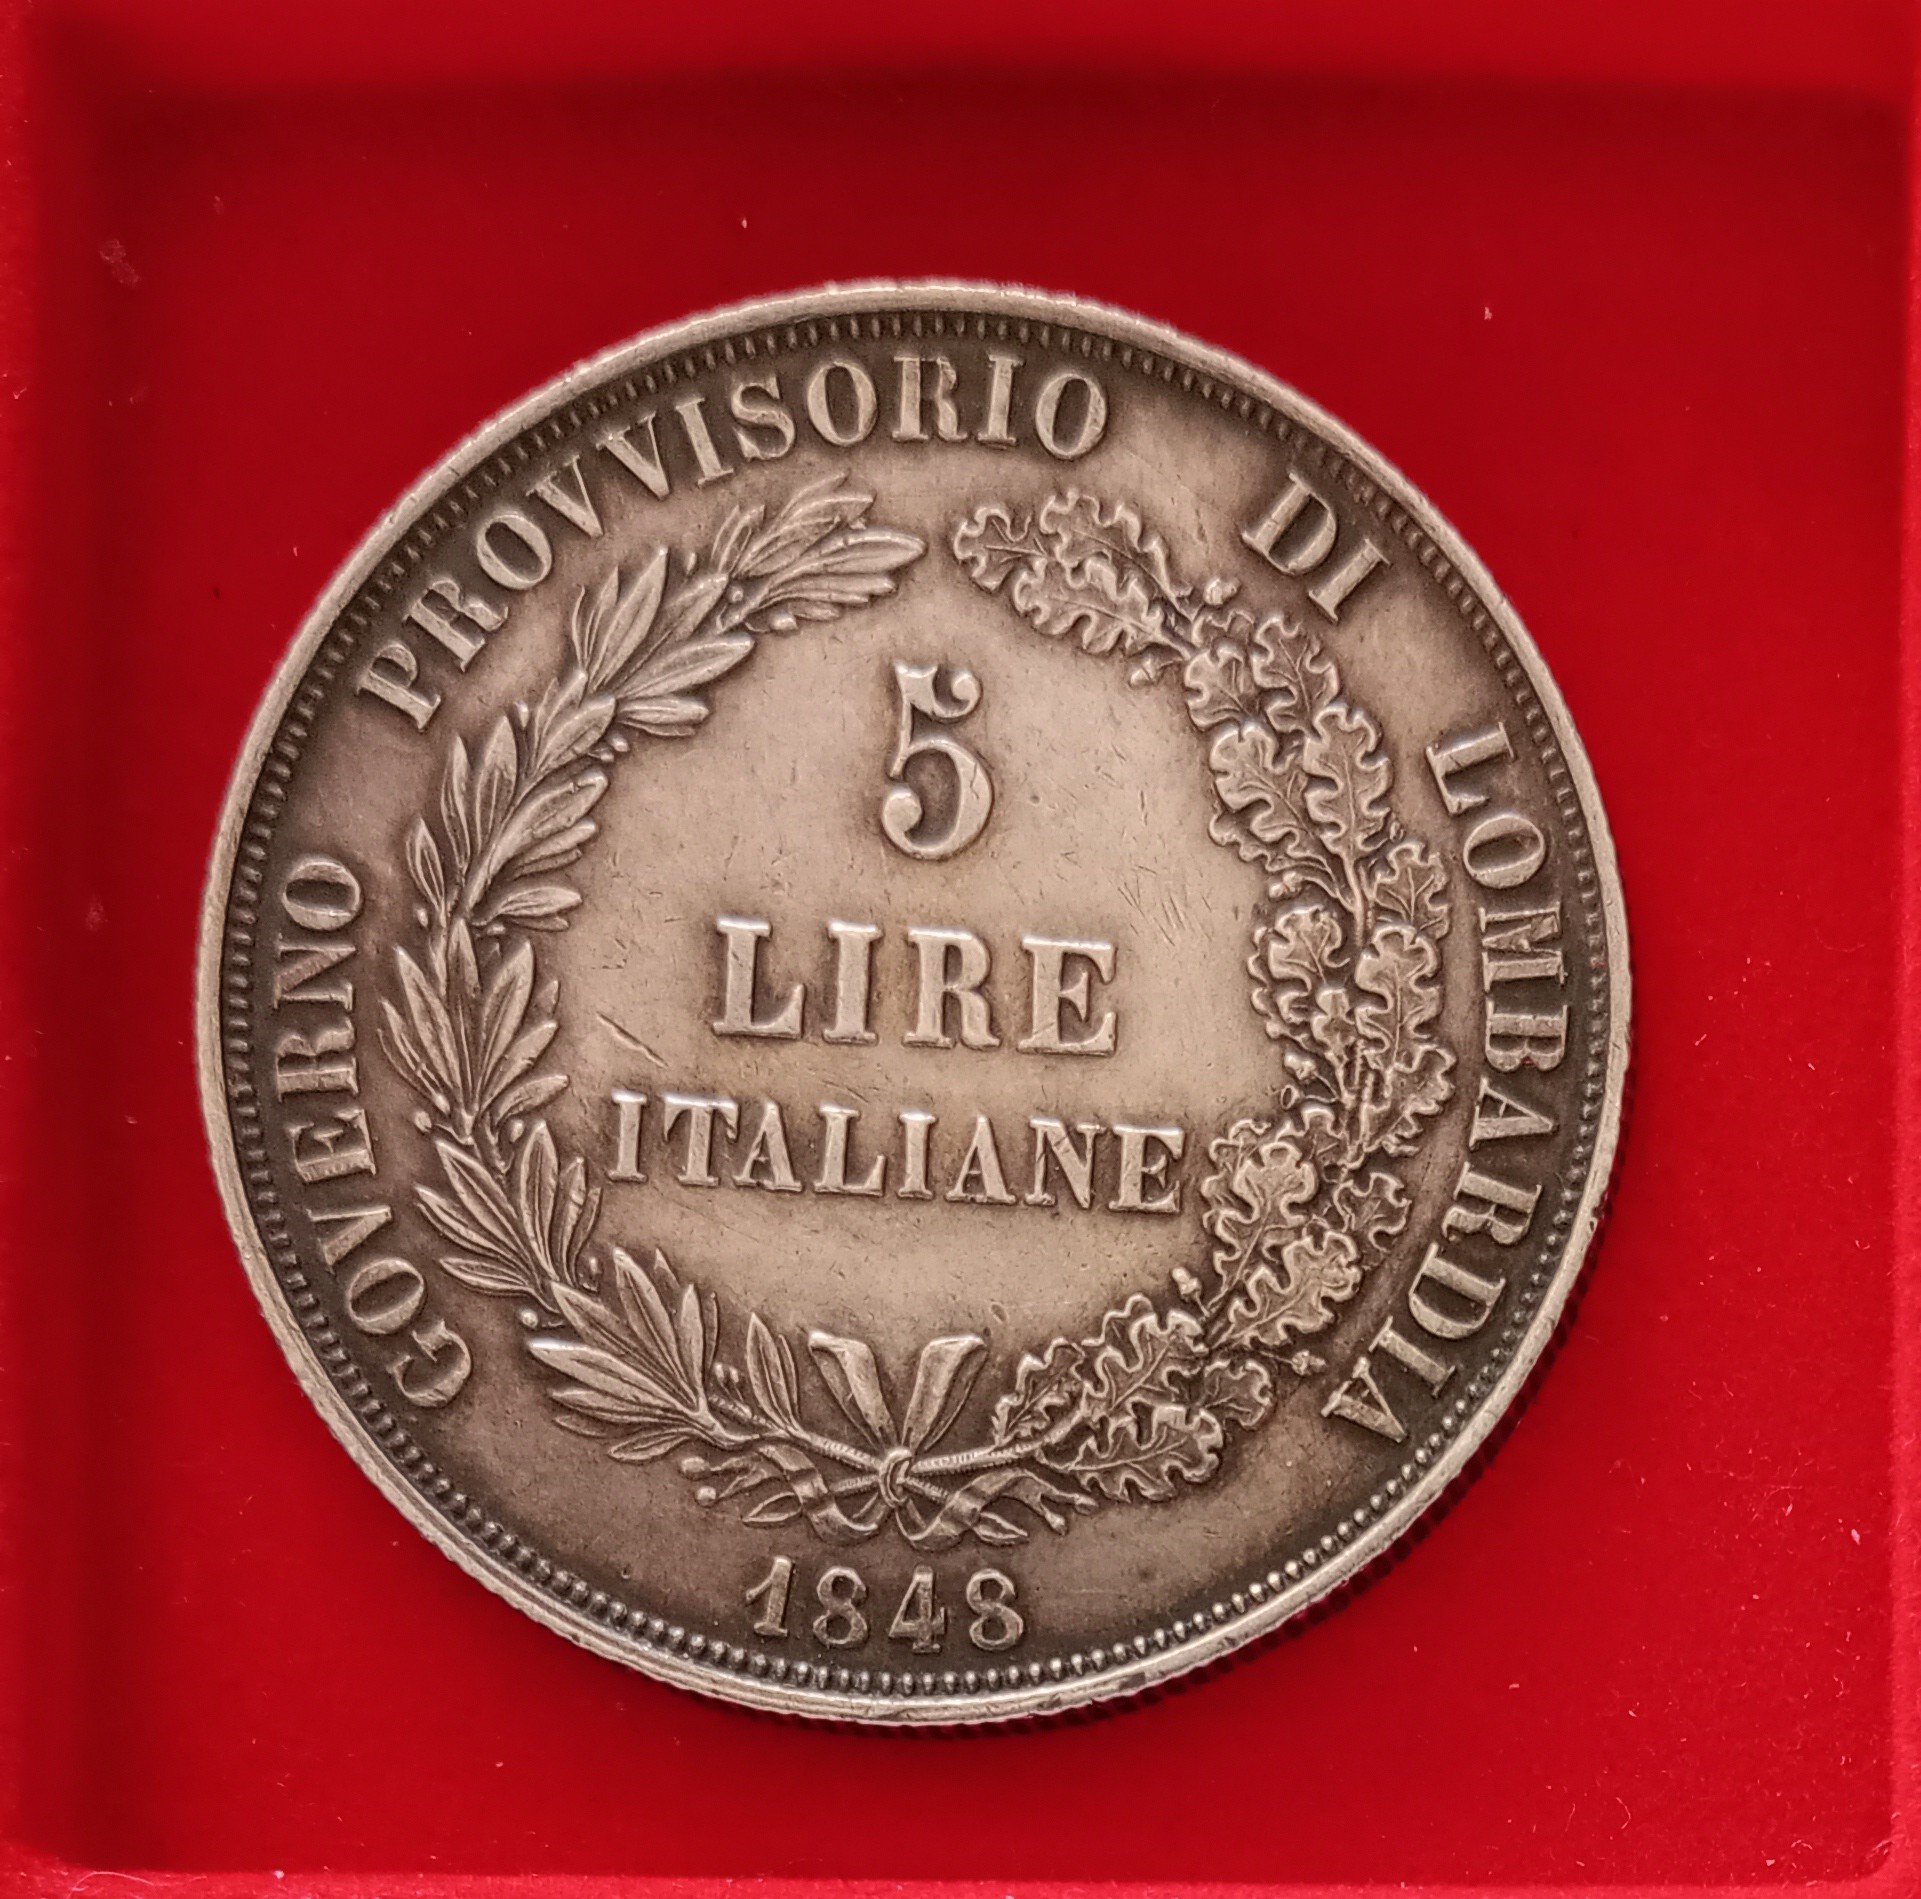 GOVERNO PROVVISORIO DI LOMBARDIA
5
LIRE
ITALIANE
1848